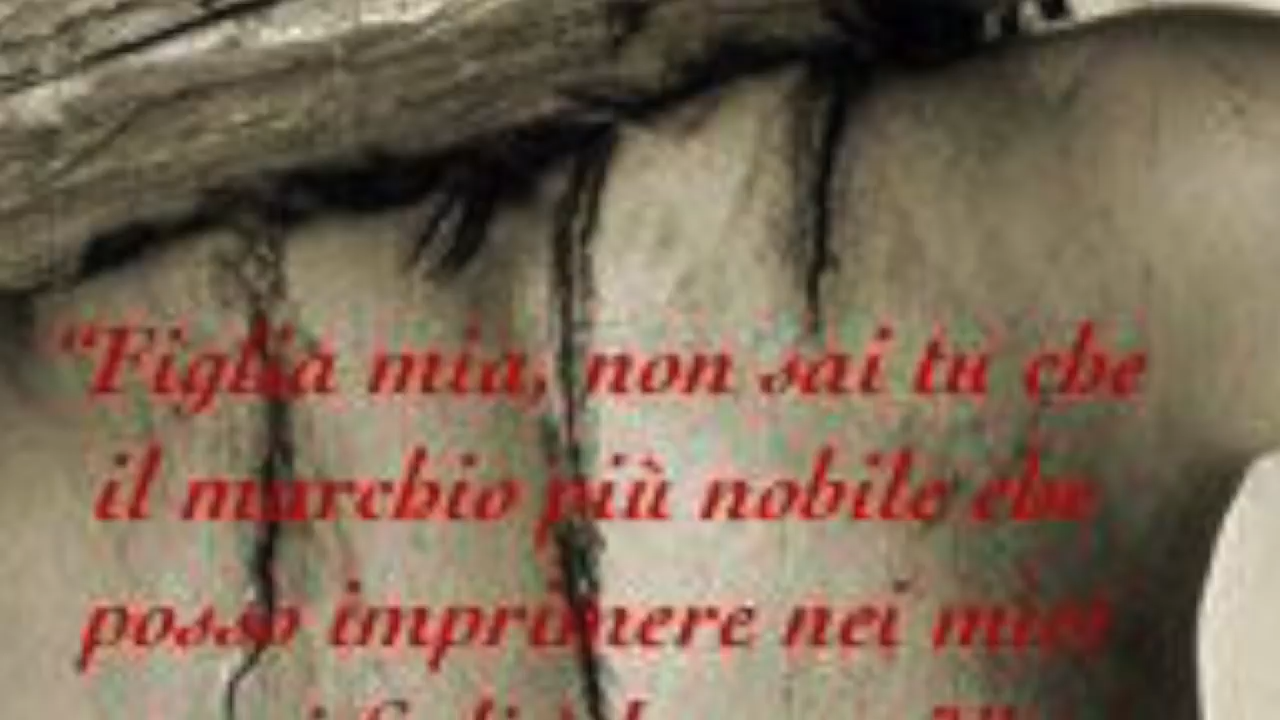 “Figlia mia, non sai tu che
il marchio più nobile che
posso imprimere nei miei